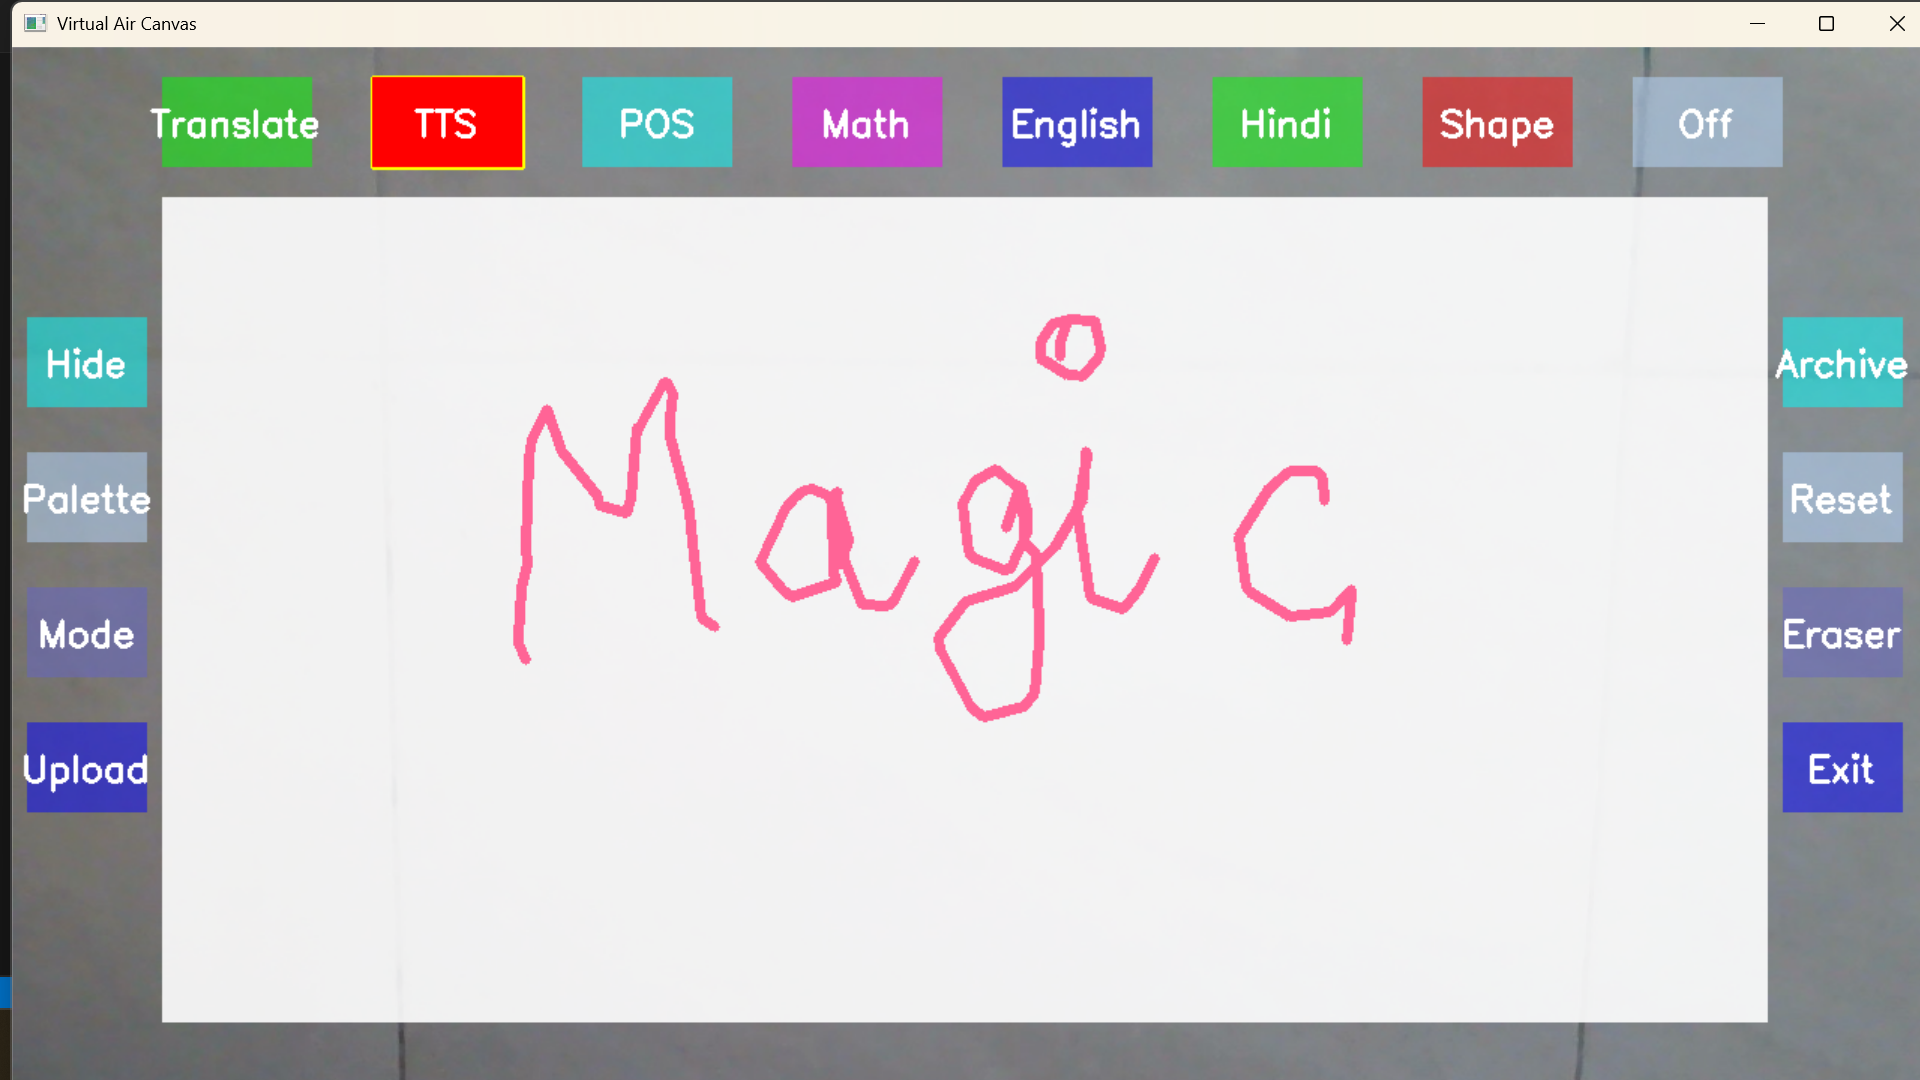 Virtual Air Canvas
Translate TTS POS Math English Hindi Shape Off
Hide
Palette
Mode
Upload
Magic
Archive
Reset
Eraser
Exit